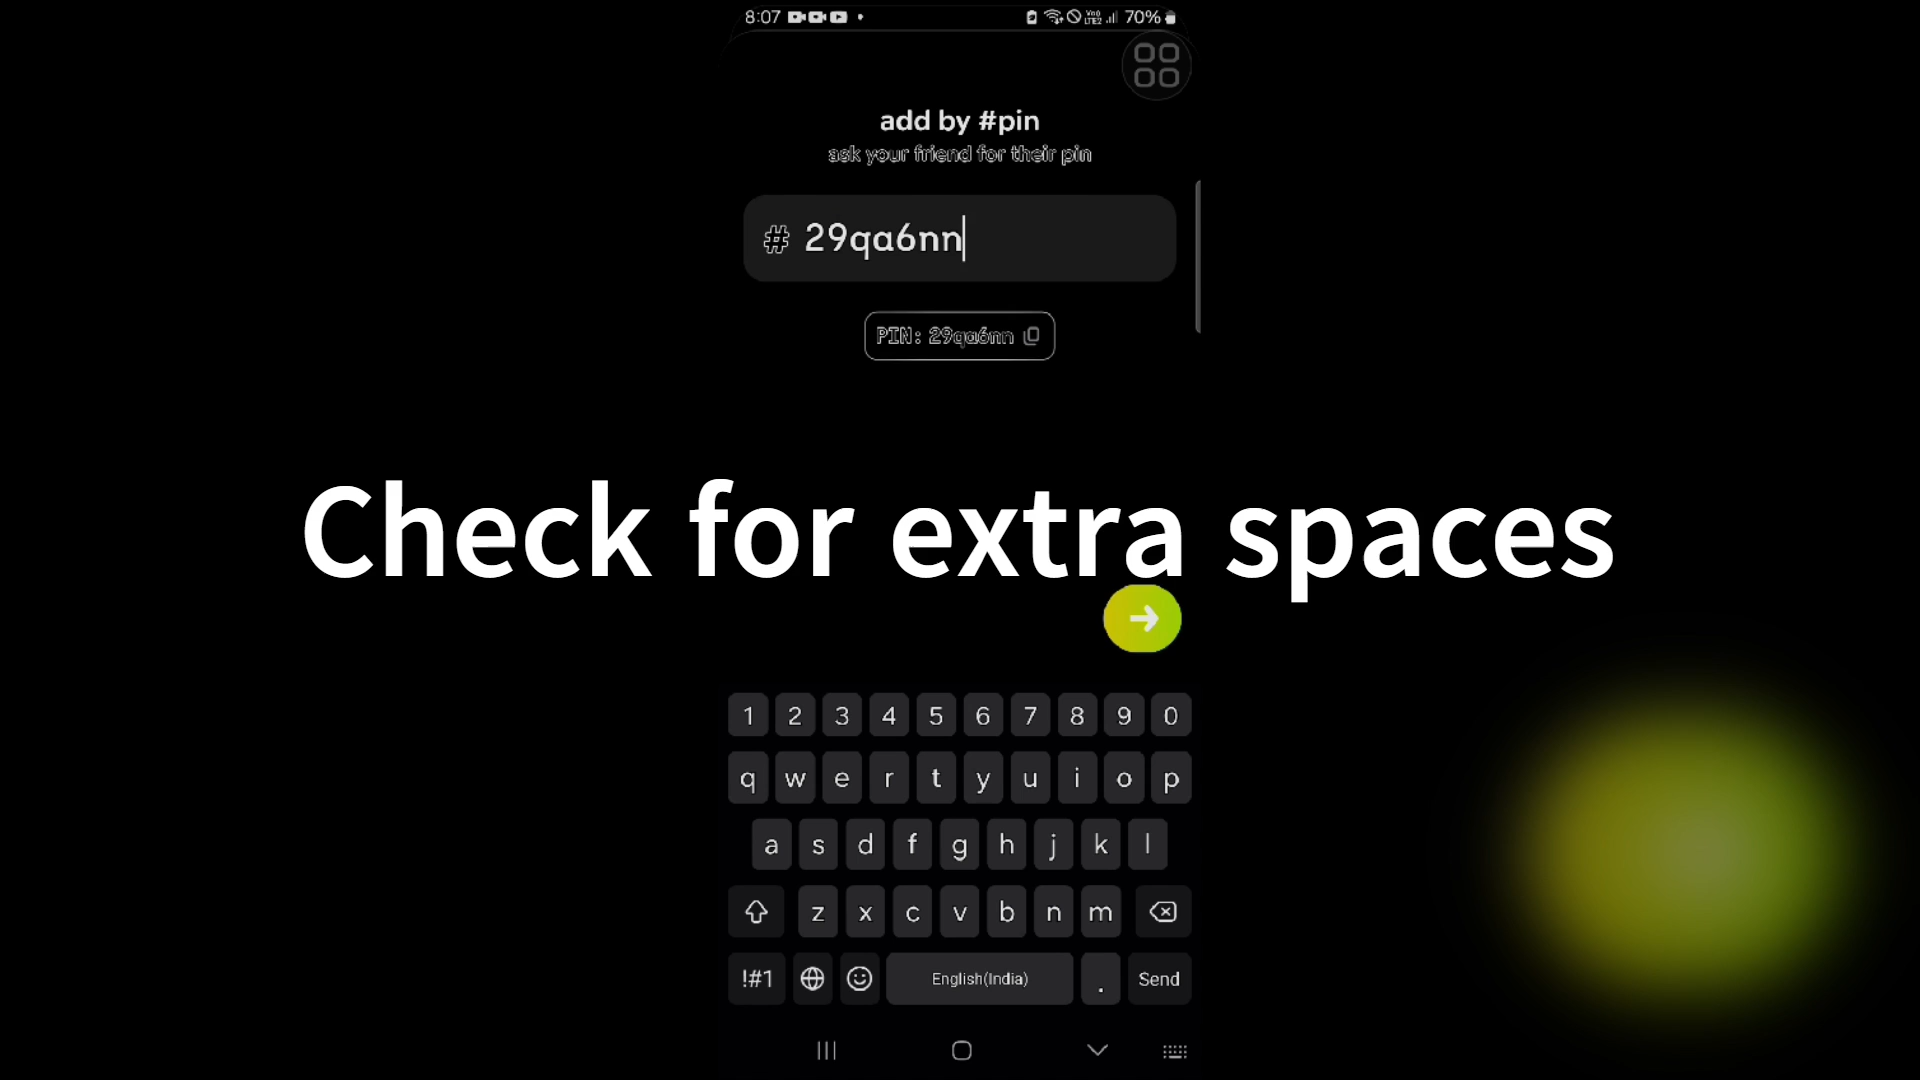 8:07 70%
add by #pin
ask your friend for their pin
# 29qa6nn
PIN: 29qa6nn
Check for extra spaces
1 2 3 4 5 6 7 8 9 0
q w e r t y u i o p
a s d f g h j k l
z x c v b n m
!#1 English(India) . Send